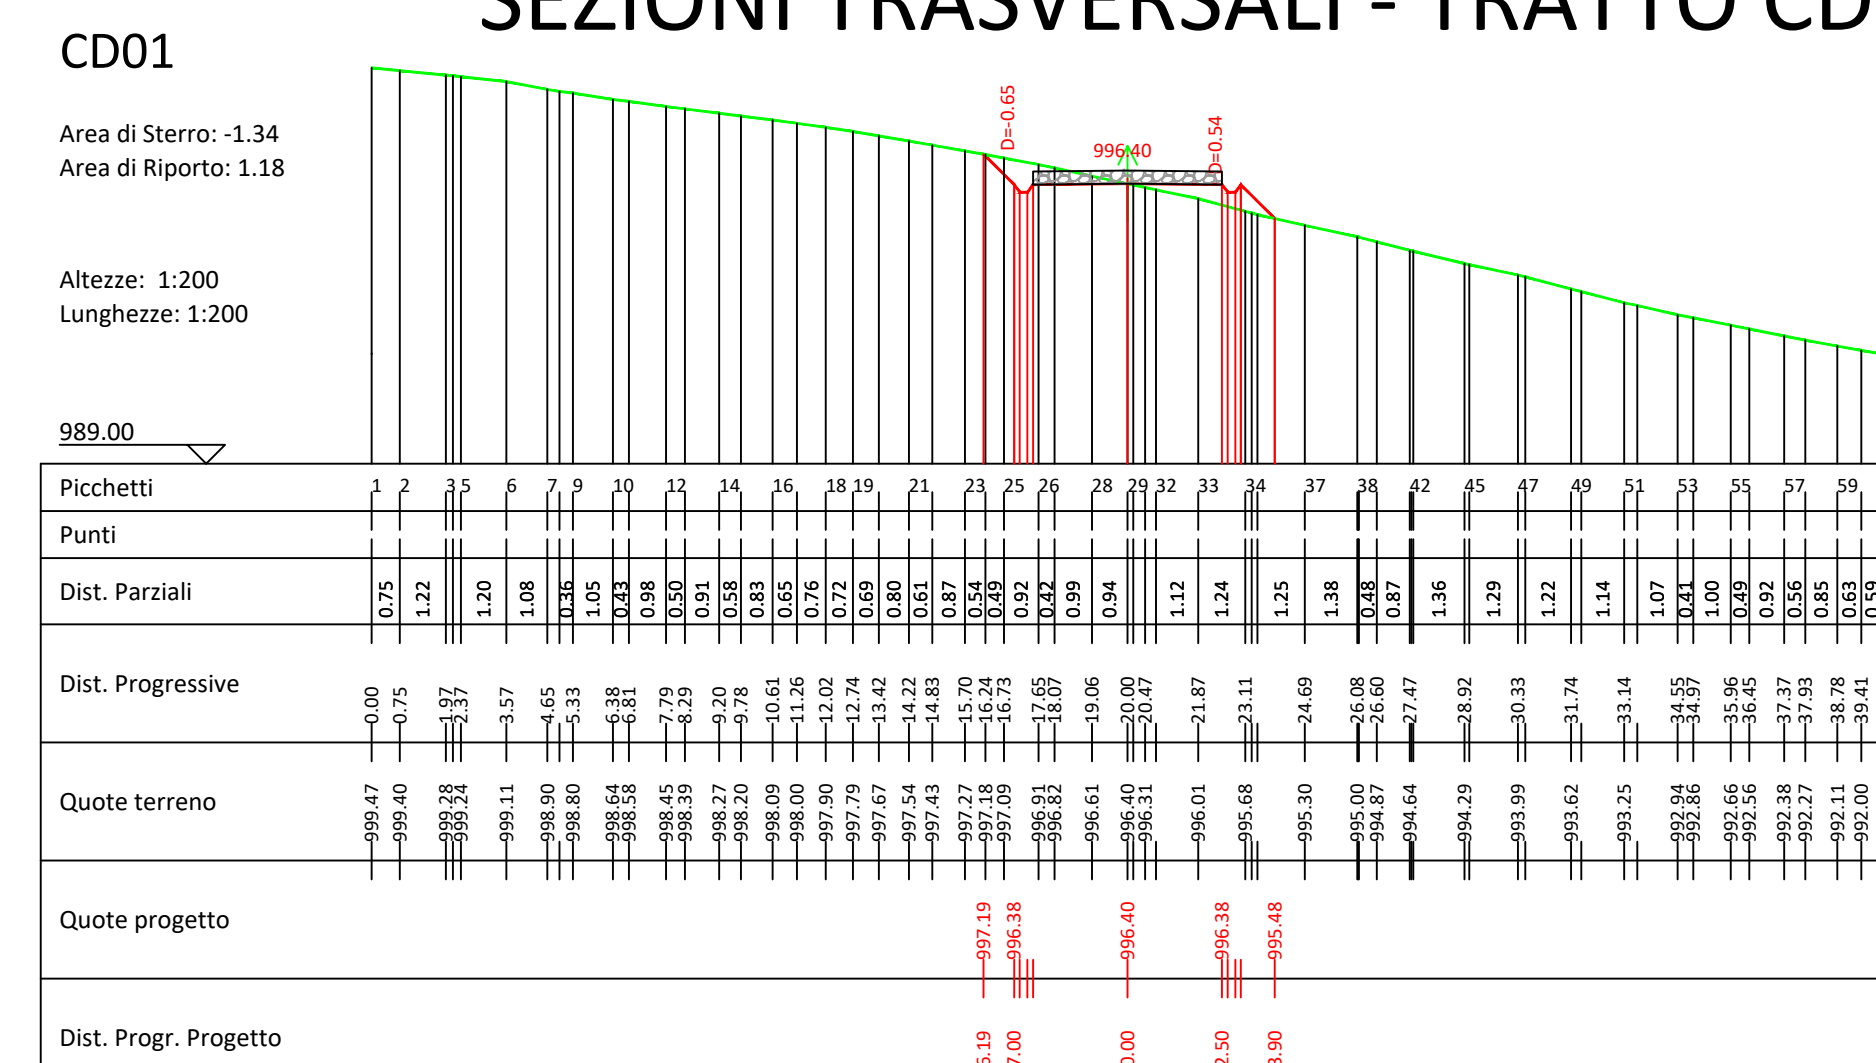 SEZIONI TRASVERSALI - TRATTO CD
CD01
Area di Sterro: -1.34
Area di Riporto: 1.18
Altezze: 1:200
Lunghezze: 1:200
D=-0.65
996.40
D=0.54
989.00
Picchetti 1 2 3 5 6 7 9 10 12 14 16 18 19 21 23 25 26 28 29 32 33 34 37 38 42 45 47 49 51 53 55 57 59
Punti
Dist. Parziali 0.75 1.22 1.20 1.08 0.36 1.05 0.43 0.98 0.50 0.91 0.58 0.83 0.65 0.76 0.72 0.69 0.80 0.61 0.87 0.54 0.49 0.92 0.42 0.99 0.94 1.12 1.24 1.25 1.38 0.48 0.87 1.36 1.29 1.22 1.14 1.07 0.41 1.00 0.49 0.92 0.56 0.85 0.63 0.59
Dist. Progressive 0.00 0.75 1.97 2.37 3.57 4.65 5.33 6.38 6.81 7.79 8.29 9.20 9.78 10.61 11.26 12.02 12.74 13.42 14.22 14.83 15.70 16.24 16.73 17.65 18.07 19.06 20.00 20.47 21.87 23.11 24.69 26.08 26.60 27.47 28.92 30.33 31.74 33.14 34.55 34.97 35.96 36.45 37.37 37.93 38.78 39.41
Quote terreno 999.47 999.40 999.28 999.24 999.11 998.90 998.80 998.64 998.58 998.45 998.39 998.27 998.20 998.09 998.00 997.90 997.79 997.67 997.54 997.43 997.27 997.18 997.09 996.91 996.82 996.61 996.40 996.31 996.01 995.68 995.30 995.00 994.87 994.64 994.29 993.99 993.62 993.25 992.94 992.86 992.66 992.56 992.38 992.27 992.11 992.00
Quote progetto 997.19 996.38 996.40 996.38 995.48
Dist. Progr. Progetto 6.19 7.00 0.00 2.50 3.90